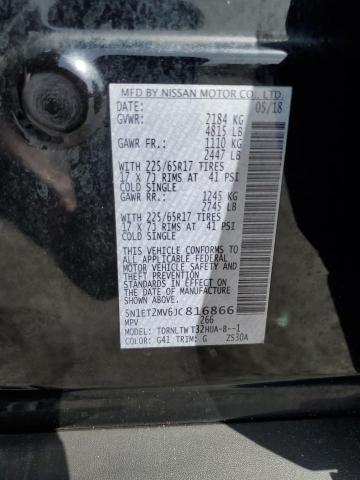 MFD BY NISSAN MOTOR CO., LTD.
DATE: 05/18
GVWR: 2184 KG
4815 LB
GAWR FR.: 1110 KG
2447 LB
WITH 225/65R17 TIRES
17 X 7J RIMS AT 41 PSI
COLD SINGLE
GAWR RR.: 1245 KG
2745 LB
WITH 225/65R17 TIRES
17 X 7J RIMS AT 41 PSI
COLD SINGLE
THIS VEHICLE CONFORMS TO
ALL APPLICABLE FEDERAL
MOTOR VEHICLE SAFETY
AND THEFT PREVENTION
STANDARDS IN EFFECT ON
THE DATE OF MANUFACTURE
SHOWN ABOVE.
5N1ET2MV6JC816866
MPV 266
TDRNLTWT32HUA-8--1
COLOR: G41 TRIM: G ZS30A